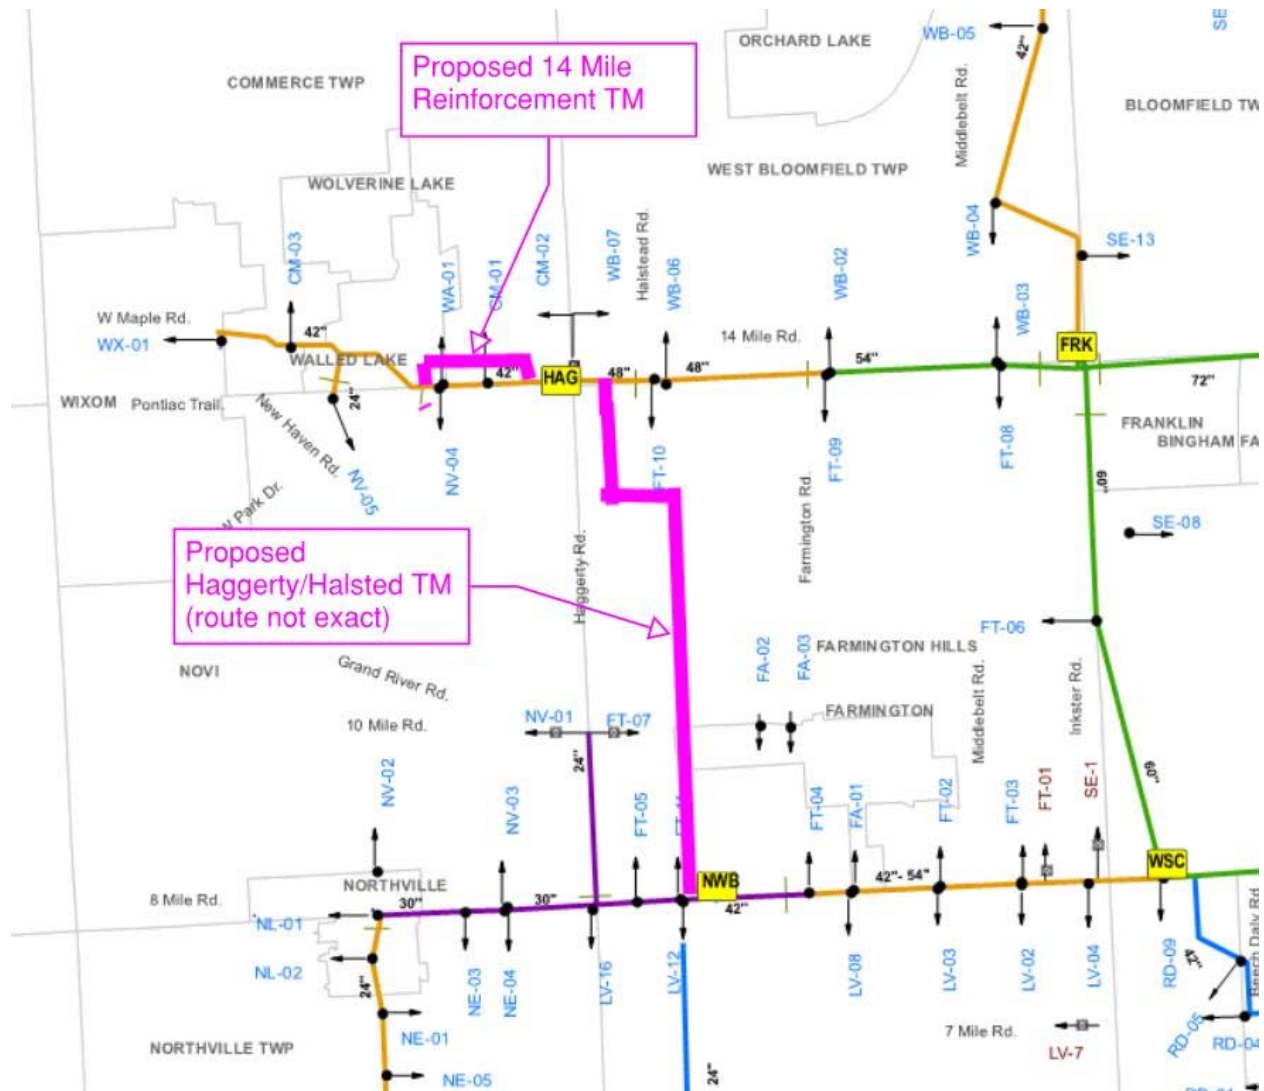 SE
ORCHARD LAKE
WB-05
42"
Proposed 14 Mile
Reinforcement TM
COMMERCE TWP
Middlebelt Rd.
BLOOMFIELD TW
WEST BLOOMFIELD TWP
WOLVERINE LAKE
WB-04
SE-13
CM-03
WA-01
CM-01
CM-02
WB-07
Halstead Rd.
WB-06
WB-02
WB-03
W Maple Rd.
42"
14 Mile Rd.
FRK
WX-01
WALLED LAKE
42"
HAG
48"
48"
54"
72"
WIXOM
Pontiac Trail.
24"
New Haven Rd.
NV-05
NV-04
FT-10
FT-09
FT-08
FRANKLIN
BINGHAM FA
60"
W Park Dr.
SE-08
Proposed
Haggerty/Halsted TM
(route not exact)
Haggerty Rd.
Farmington Rd.
FT-06
FA-02
FA-03
FARMINGTON HILLS
NOVI
Grand River Rd.
Middlebelt Rd.
Inkster Rd.
10 Mile Rd.
NV-01
FT-07
FARMINGTON
24"
60"
NV-02
NV-03
FT-05
FT-04
FA-01
FT-02
FT-03
FT-01
SE-1
NORTHVILLE
NWB
42"- 54"
WSC
8 Mile Rd.
30"
30"
42"
NL-01
NL-02
24"
NE-03
NE-04
LV-16
LV-12
LV-08
LV-03
LV-02
LV-04
RD-09
42"
Beech Daly Rd
RD-05
NE-01
7 Mile Rd.
LV-7
RD-04
NORTHVILLE TWP
NE-05
24"